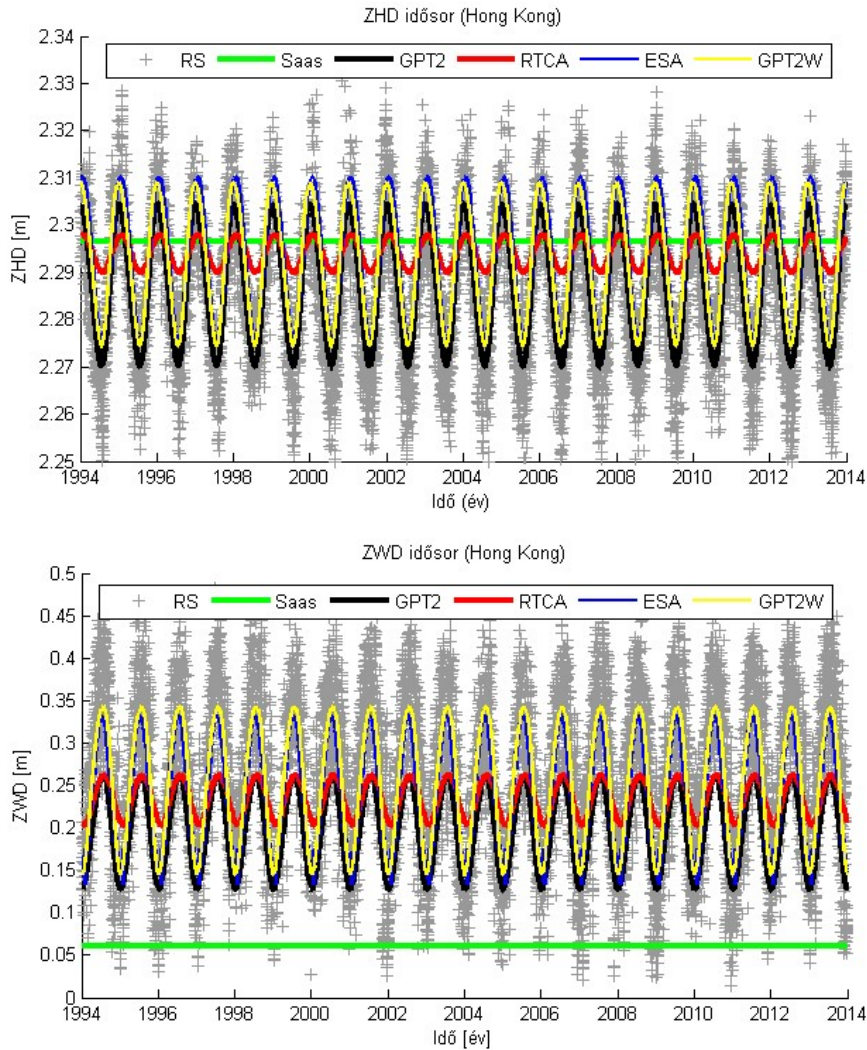 ZHD idősor (Hong Kong)
2.34
RS Saas GPT2 RTCA ESA GPT2W
2.33
2.32
2.31
2.3
2.29
2.28
2.27
2.26
2.25
ZHD [m]
1994 1996 1998 2000 2002 2004 2006 2008 2010 2012 2014
Idő (év)
ZWD idősor (Hong Kong)
0.5
RS Saas GPT2 RTCA ESA GPT2W
0.45
0.4
0.35
0.3
0.25
0.2
0.15
0.1
0.05
0
ZWD [m]
1994 1996 1998 2000 2002 2004 2006 2008 2010 2012 2014
Idő [év]